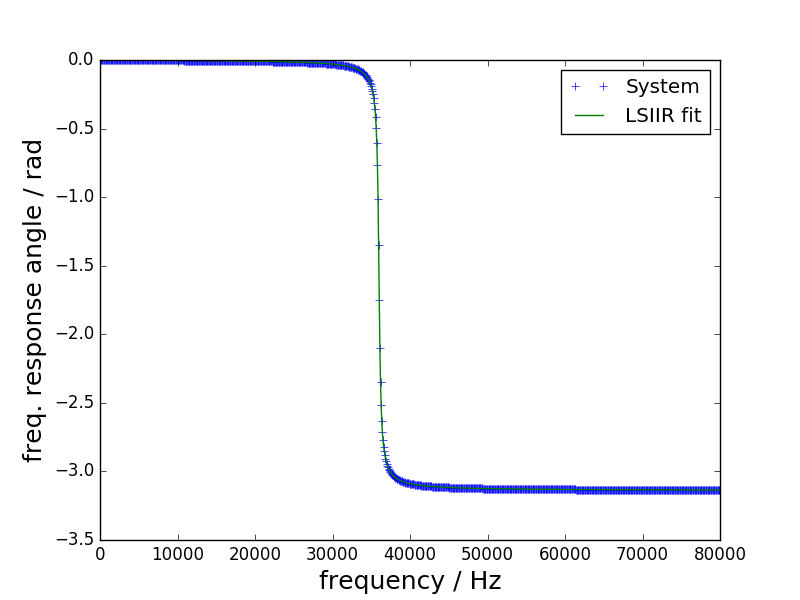 System
LSIIR fit
freq. response angle / rad
0.0
−0.5
−1.0
−1.5
−2.0
−2.5
−3.0
−3.5
0 10000 20000 30000 40000 50000 60000 70000 80000
frequency / Hz